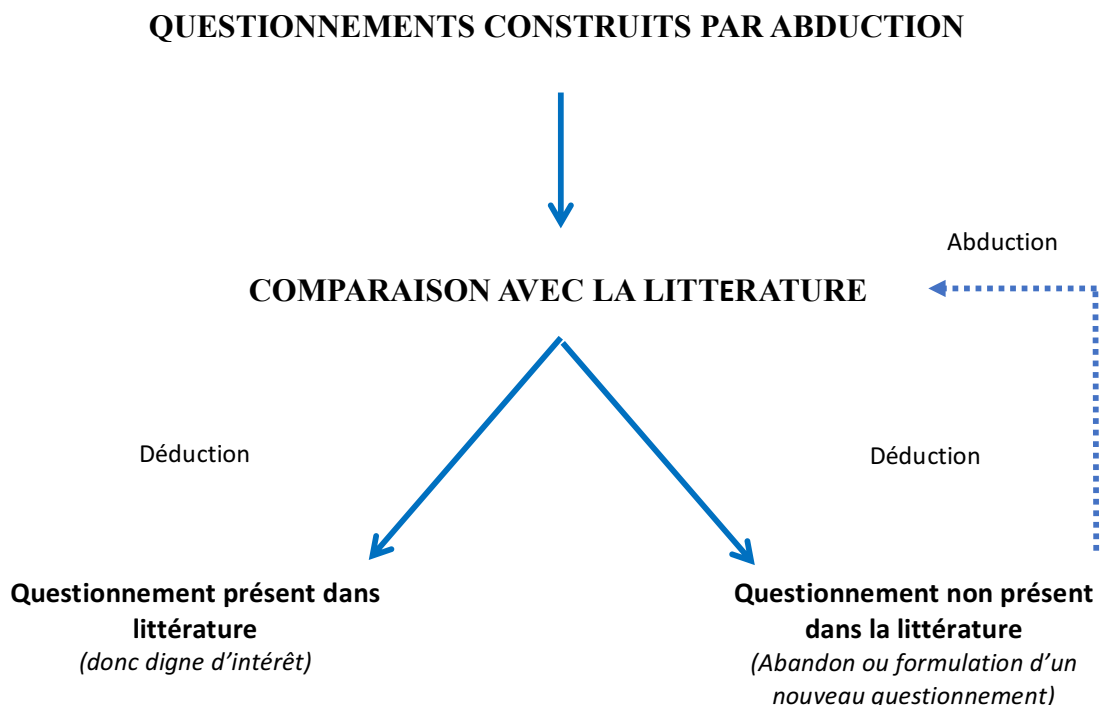 QUESTIONNEMENTS CONSTRUITS PAR ABDUCTION
Abduction
COMPARAISON AVEC LA LITTERATURE
Déduction
Déduction
Questionnement présent dans
littérature
(donc digne d'intérêt)
Questionnement non présent
dans la littérature
(Abandon ou formulation d'un
nouveau questionnement)